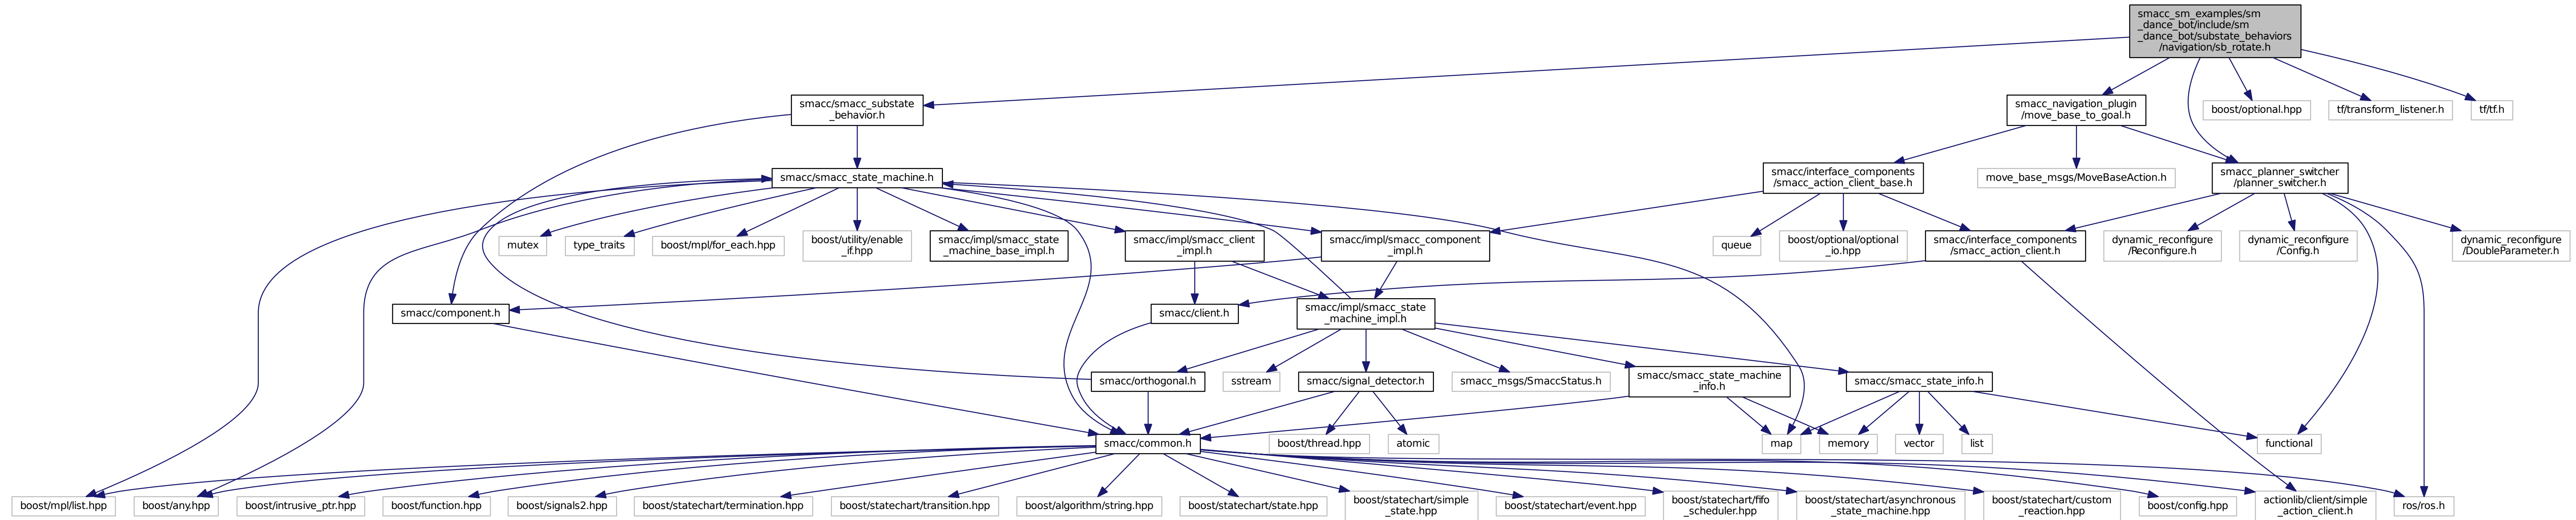 smacc_sm_examples/sm
_dance_bot/include/sm
_dance_bot/substate_behaviors
/navigation/sb_rotate.h
smacc/smacc_substate
_behavior.h
smacc_navigation_plugin
/move_base_to_goal.h
boost/optional.hpp
tf/transform_listener.h
tf/tf.h
smacc/smacc_state_machine.h
smacc/interface_components
/smacc_action_client_base.h
move_base_msgs/MoveBaseAction.h
smacc_planner_switcher
/planner_switcher.h
mutex
type_traits
boost/mpl/for_each.hpp
boost/utility/enable
_if.hpp
smacc/impl/smacc_state
_machine_base_impl.h
smacc/impl/smacc_client
_impl.h
smacc/impl/smacc_component
_impl.h
queue
boost/optional/optional
_io.hpp
smacc/interface_components
/smacc_action_client.h
dynamic_reconfigure
/Reconfigure.h
dynamic_reconfigure
/Config.h
dynamic_reconfigure
/DoubleParameter.h
smacc/component.h
smacc/client.h
smacc/impl/smacc_state
_machine_impl.h
smacc/orthogonal.h
sstream
smacc/signal_detector.h
smacc_msgs/SmaccStatus.h
smacc/smacc_state_machine
_info.h
smacc/smacc_state_info.h
smacc/common.h
boost/thread.hpp
atomic
map
memory
vector
list
functional
boost/mpl/list.hpp
boost/any.hpp
boost/intrusive_ptr.hpp
boost/function.hpp
boost/signals2.hpp
boost/statechart/termination.hpp
boost/statechart/transition.hpp
boost/algorithm/string.hpp
boost/statechart/state.hpp
boost/statechart/simple
_state.hpp
boost/statechart/event.hpp
boost/statechart/fifo
_scheduler.hpp
boost/statechart/asynchronous
_state_machine.hpp
boost/statechart/custom
_reaction.hpp
boost/config.hpp
actionlib/client/simple
_action_client.h
ros/ros.h